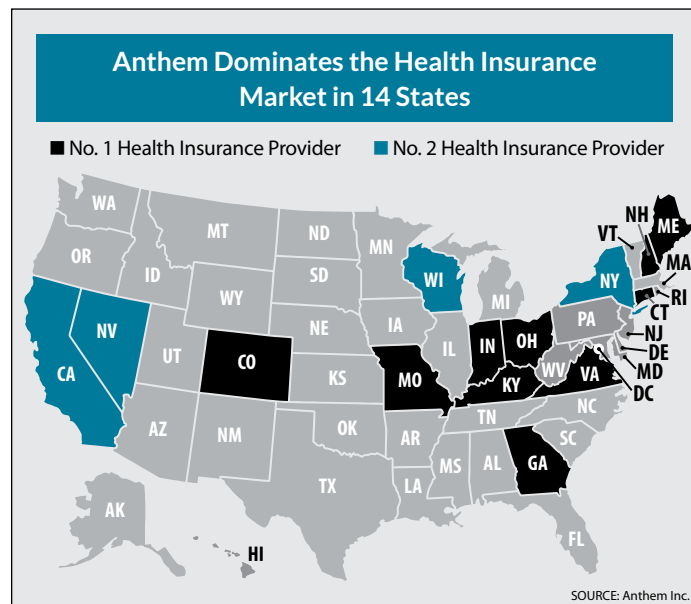 Anthem Dominates the Health Insurance
Market in 14 States
No. 1 Health Insurance Provider
No. 2 Health Insurance Provider
WA
OR
CA
NV
ID
MT
WY
UT
AZ
CO
NM
ND
SD
NE
KS
OK
TX
MN
IA
MO
AR
LA
WI
IL
MI
IN
OH
KY
TN
MS
AL
GA
FL
SC
NC
VA
WV
PA
NY
VT
NH
ME
MA
RI
CT
NJ
DE
MD
DC
AK
HI
SOURCE: Anthem Inc.